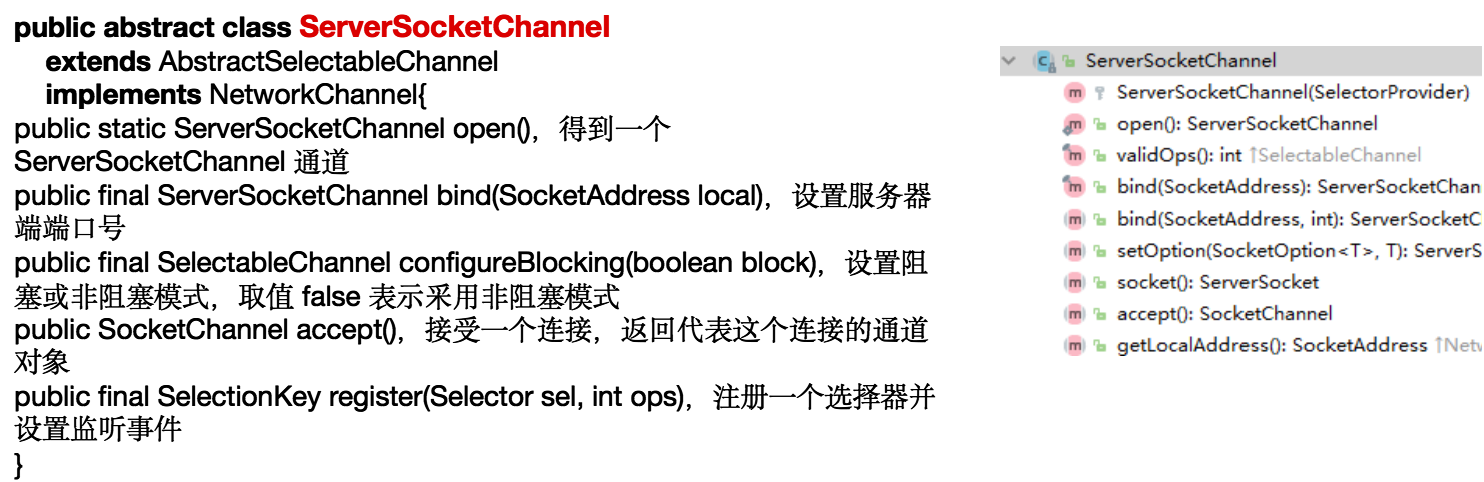 public abstract class ServerSocketChannel
extends AbstractSelectableChannel
implements NetworkChannel{
public static ServerSocketChannel open()，得到一个
ServerSocketChannel 通道
public final ServerSocketChannel bind(SocketAddress local)，设置服务器
端端口号
public final SelectableChannel configureBlocking(boolean block)，设置阻
塞或非阻塞模式，取值 false 表示采用非阻塞模式
public SocketChannel accept()，接受一个连接，返回代表这个连接的通道
对象
public final SelectionKey register(Selector sel, int ops)，注册一个选择器并
设置监听事件
}
ServerSocketChannel
ServerSocketChannel(SelectorProvider)
open(): ServerSocketChannel
validOps(): int ↑SelectableChannel
bind(SocketAddress): ServerSocketChan
bind(SocketAddress, int): ServerSocketC
setOption(SocketOption<T>, T): ServerS
socket(): ServerSocket
accept(): SocketChannel
getLocalAddress(): SocketAddress ↑Netw